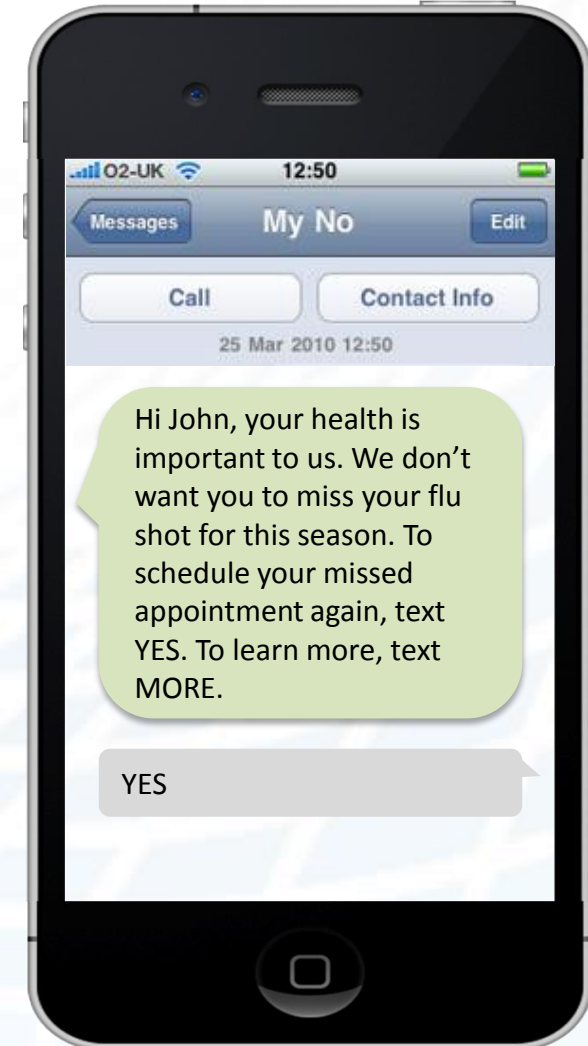 O2-UK 12:50
Messages My No Edit
Call Contact Info
25 Mar 2010 12:50
Hi John, your health is
important to us. We don’t
want you to miss your flu
shot for this season. To
schedule your missed
appointment again, text
YES. To learn more, text
MORE.
YES